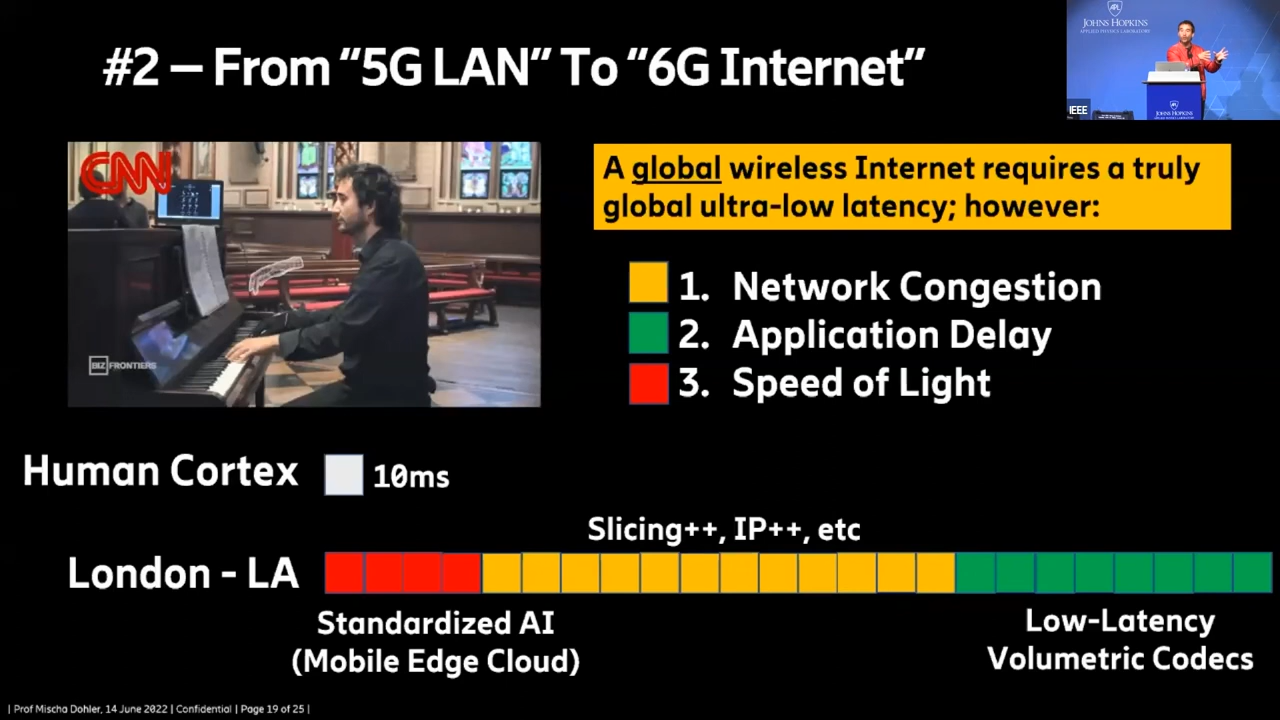 #2 – From “5G LAN” To “6G Internet”
JOHNS HOPKINS
APPLIED PHYSICS LABORATORY
IEEE
JOHNS HOPKINS
CNN
BIZ FRONTIERS
A global wireless Internet requires a truly
global ultra-low latency; however:
1. Network Congestion
2. Application Delay
3. Speed of Light
Human Cortex
10ms
Slicing++, IP++, etc
London - LA
Standardized AI
(Mobile Edge Cloud)
Low-Latency
Volumetric Codecs
| Prof Mischa Dohler, 14 June 2022 | Confidential | Page 19 of 25 |